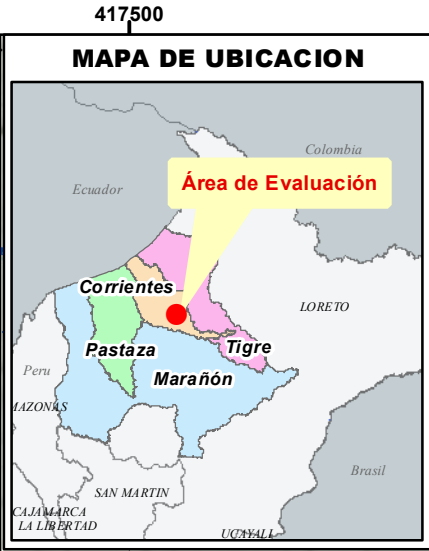 417500
MAPA DE UBICACION
Colombia
Área de Evaluación
Ecuador
Corrientes
LORETO
Pastaza
Tigre
Peru
Marañón
MAZONAS
Brasil
SAN MARTIN
CAJAMARCA
LA LIBERTAD
UCAYALI